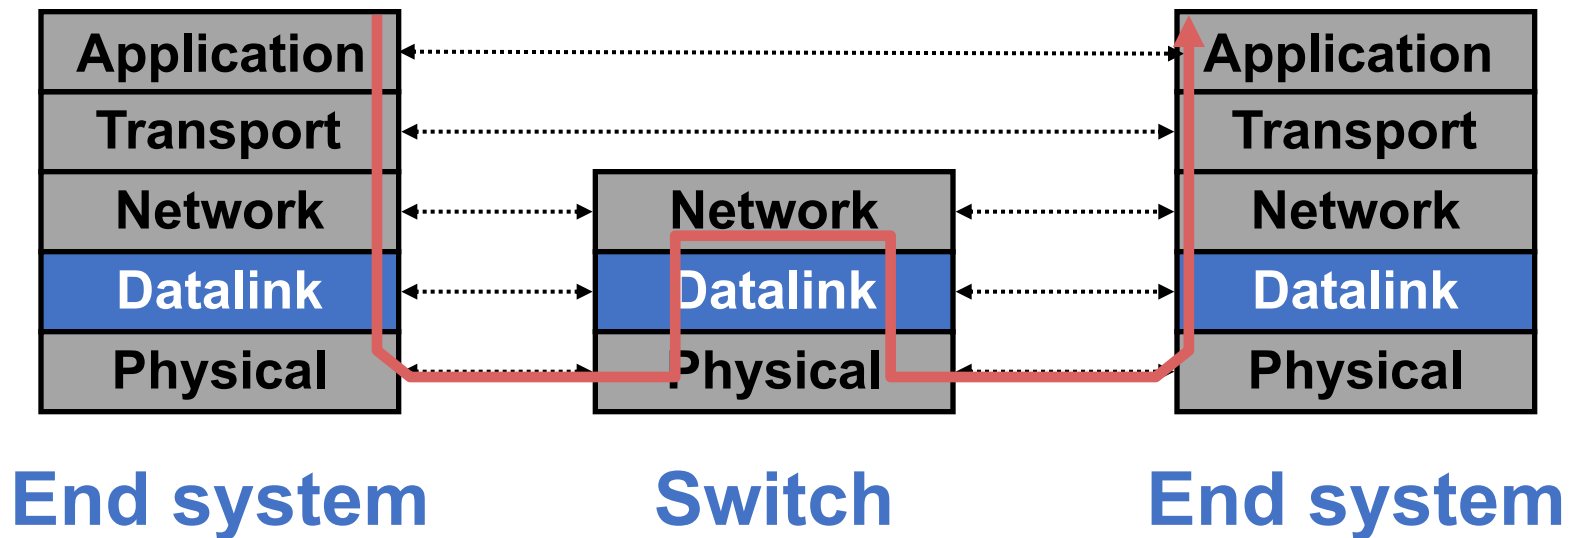 Application
Application
Transport
Transport
Network
Network
Network
Datalink
Datalink
Datalink
Physical
Physical
Physical
End system
Switch
End system